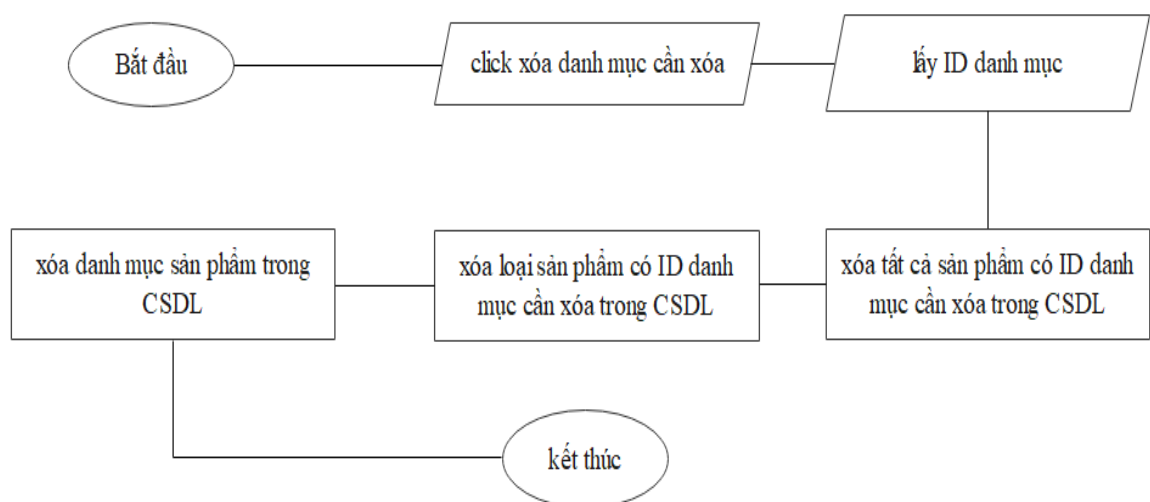 Bắt đầu
click xóa danh mục cần xóa
lấy ID danh mục
xóa danh mục sản phẩm trong
CSDL
xóa loại sản phẩm có ID danh
mục cần xóa trong CSDL
xóa tất cả sản phẩm có ID danh
mục cần xóa trong CSDL
kết thúc